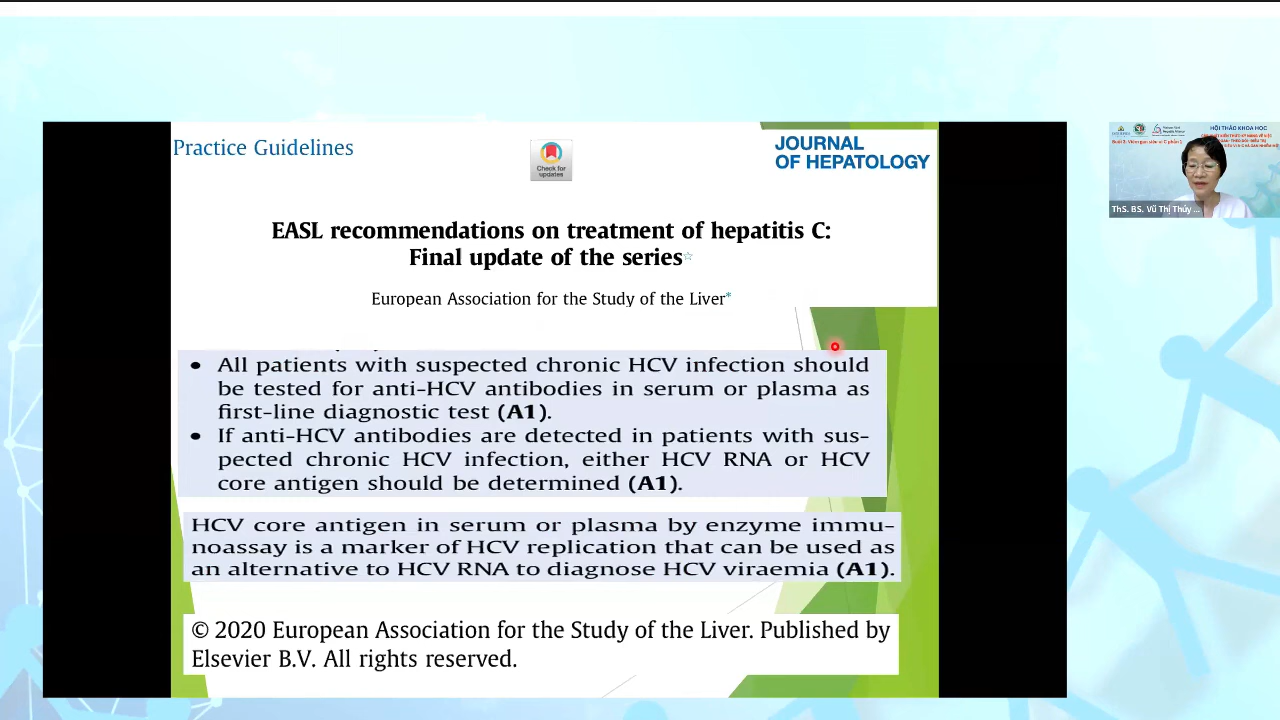 Practice Guidelines
Check for
updates
JOURNAL
OF HEPATOLOGY
EASL recommendations on treatment of hepatitis C:
Final update of the series☆
European Association for the Study of the Liver*
• All patients with suspected chronic HCV infection should
be tested for anti-HCV antibodies in serum or plasma as
first-line diagnostic test (A1).
• If anti-HCV antibodies are detected in patients with sus-
pected chronic HCV infection, either HCV RNA or HCV
core antigen should be determined (A1).
HCV core antigen in serum or plasma by enzyme immu-
noassay is a marker of HCV replication that can be used as
an alternative to HCV RNA to diagnose HCV viraemia (A1).
© 2020 European Association for the Study of the Liver. Published by
Elsevier B.V. All rights reserved.
HỘI THẢO KHOA HỌC
ThS. BS. Vũ Thị Thúy ...